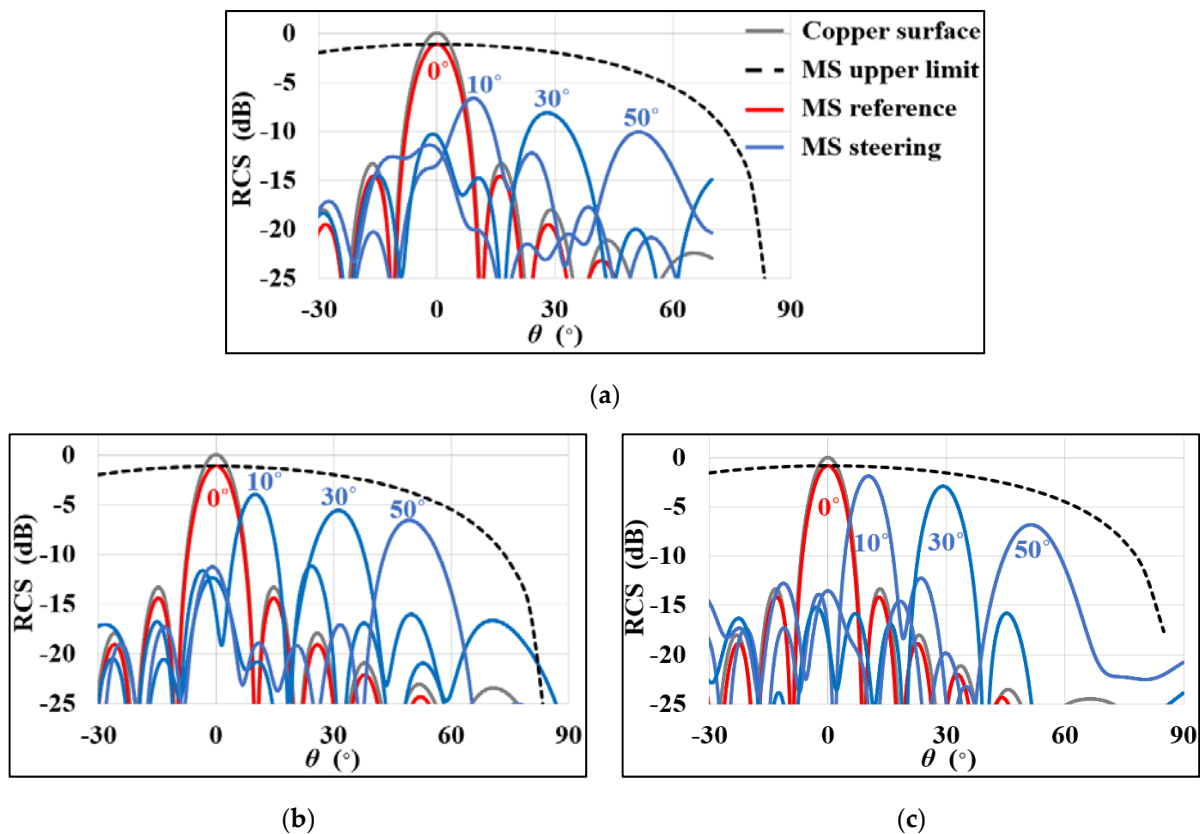 0
-5
-10
-15
-20
-25
RCS (dB)
-30 0 30 60 90
θ (°)
0°
10°
30°
50°
Copper surface
MS upper limit
MS reference
MS steering
(a)
0
-5
-10
-15
-20
-25
RCS (dB)
-30 0 30 60 90
θ (°)
0°
10°
30°
50°
(b)
0
-5
-10
-15
-20
-25
RCS (dB)
-30 0 30 60 90
θ (°)
0°
10°
30°
50°
(c)